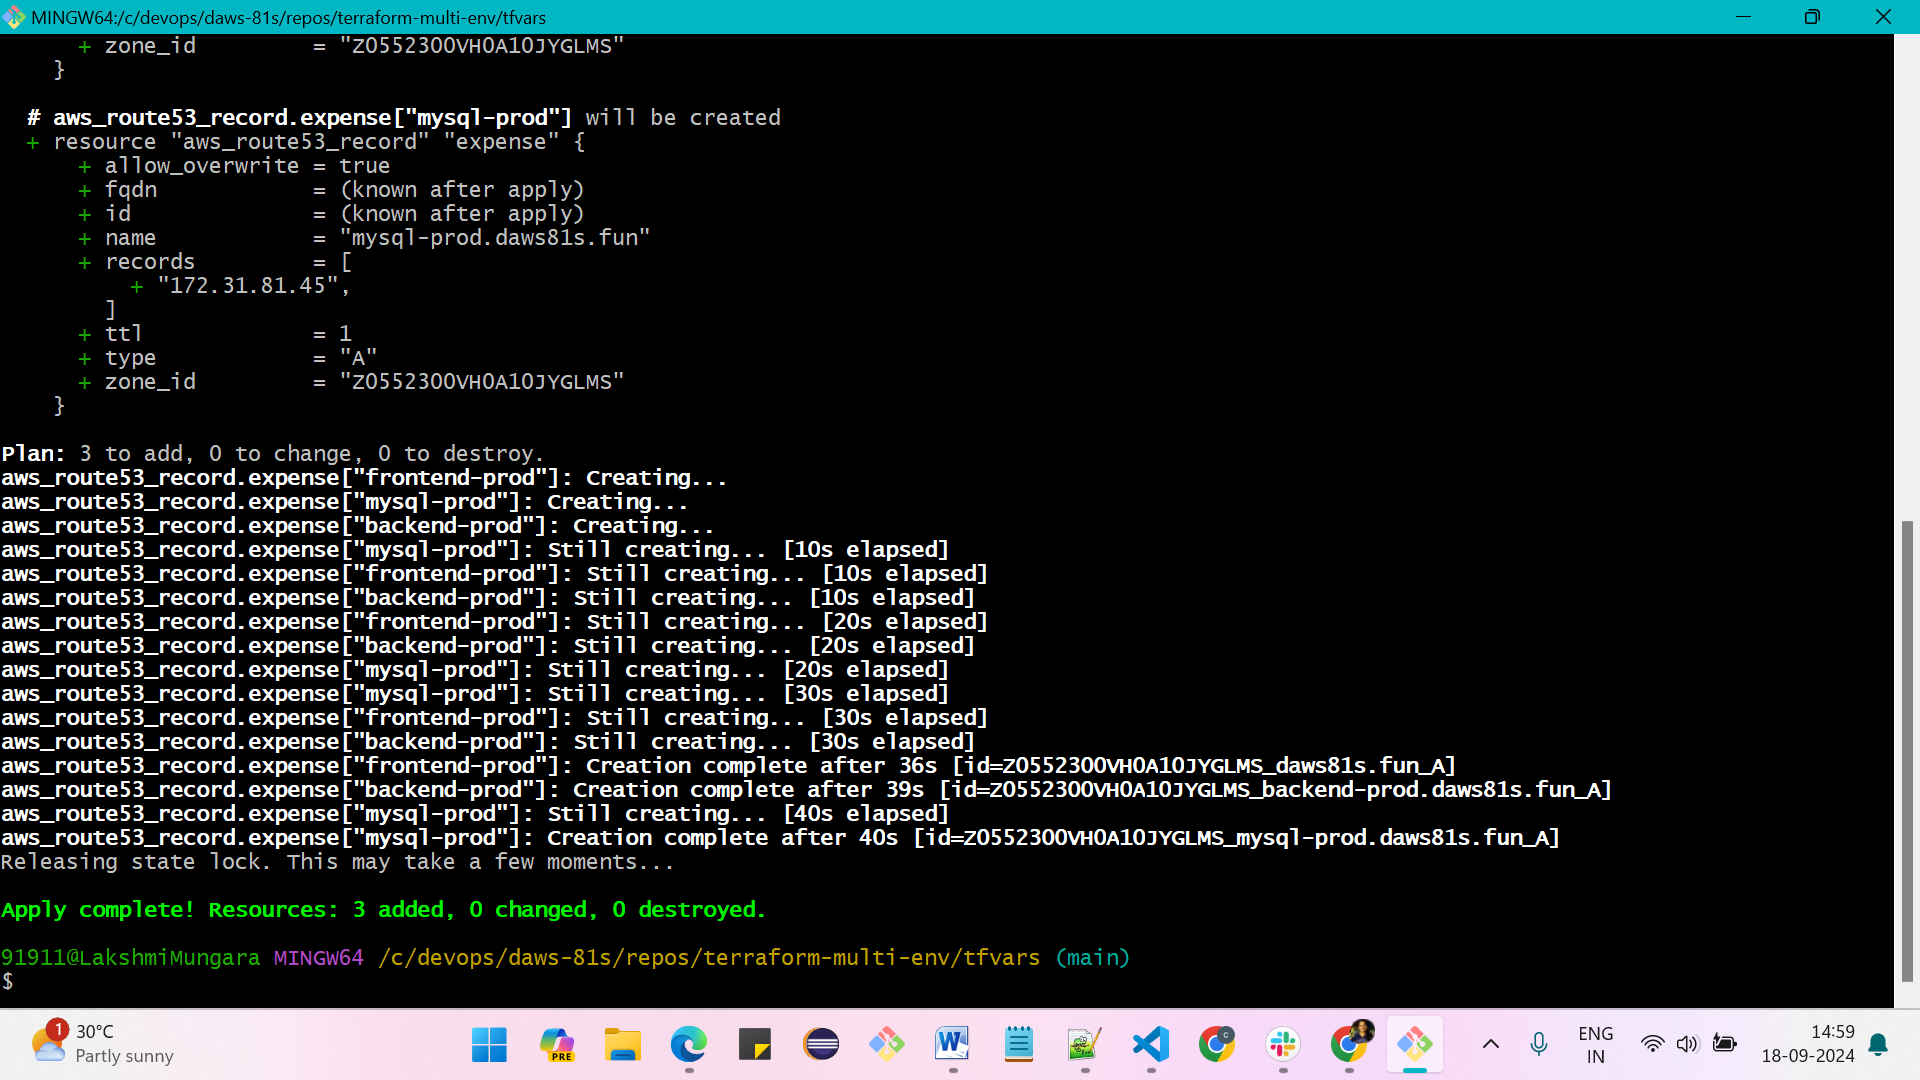 MINGW64:/c/devops/daws-81s/repos/terraform-multi-env/tfvars
      + zone_id         = "Z0552300VH0A10JYGLMS"
    }
  # aws_route53_record.expense["mysql-prod"] will be created
  + resource "aws_route53_record" "expense" {
      + allow_overwrite = true
      + fqdn            = (known after apply)
      + id              = (known after apply)
      + name            = "mysql-prod.daws81s.fun"
      + records         = [
          + "172.31.81.45",
        ]
      + ttl             = 1
      + type            = "A"
      + zone_id         = "Z0552300VH0A10JYGLMS"
    }
Plan: 3 to add, 0 to change, 0 to destroy.
aws_route53_record.expense["frontend-prod"]: Creating...
aws_route53_record.expense["mysql-prod"]: Creating...
aws_route53_record.expense["backend-prod"]: Creating...
aws_route53_record.expense["mysql-prod"]: Still creating... [10s elapsed]
aws_route53_record.expense["frontend-prod"]: Still creating... [10s elapsed]
aws_route53_record.expense["backend-prod"]: Still creating... [10s elapsed]
aws_route53_record.expense["frontend-prod"]: Still creating... [20s elapsed]
aws_route53_record.expense["backend-prod"]: Still creating... [20s elapsed]
aws_route53_record.expense["mysql-prod"]: Still creating... [20s elapsed]
aws_route53_record.expense["mysql-prod"]: Still creating... [30s elapsed]
aws_route53_record.expense["frontend-prod"]: Still creating... [30s elapsed]
aws_route53_record.expense["backend-prod"]: Still creating... [30s elapsed]
aws_route53_record.expense["frontend-prod"]: Creation complete after 36s [id=Z0552300VH0A10JYGLMS_daws81s.fun_A]
aws_route53_record.expense["backend-prod"]: Creation complete after 39s [id=Z0552300VH0A10JYGLMS_backend-prod.daws81s.fun_A]
aws_route53_record.expense["mysql-prod"]: Still creating... [40s elapsed]
aws_route53_record.expense["mysql-prod"]: Creation complete after 40s [id=Z0552300VH0A10JYGLMS_mysql-prod.daws81s.fun_A]
Releasing state lock. This may take a few moments...
Apply complete! Resources: 3 added, 0 changed, 0 destroyed.
91911@LakshmiMungara MINGW64 /c/devops/daws-81s/repos/terraform-multi-env/tfvars (main)
$
1
30°C
Partly sunny
PRE
W
C
ENG
IN
14:59
18-09-2024